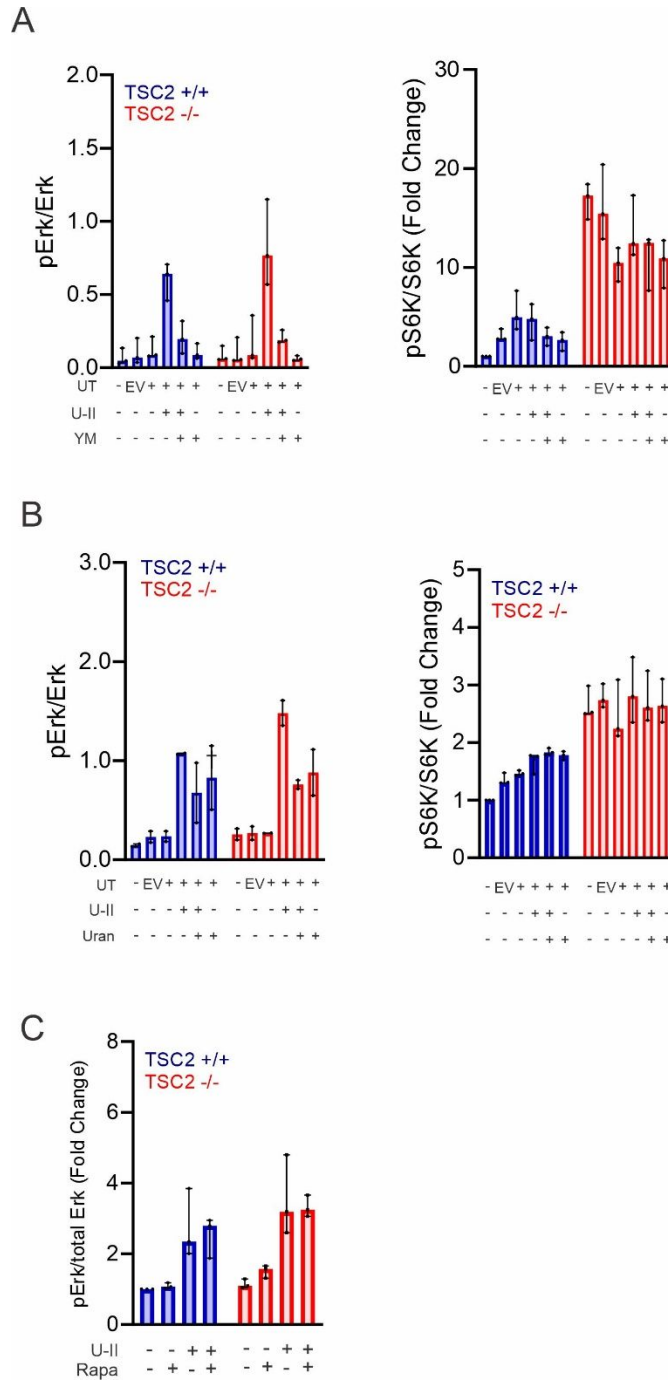 A
pErk/Erk
2.0
1.5
1.0
0.5
0.0
TSC2 +/+
TSC2 -/-
UT - EV + + + + - EV + + + +
U-II - - - + + - - - - + + -
YM - - - - + + - - - - + +
pS6K/S6K (Fold Change)
30
20
10
0
- EV + + + + - EV + + + +
- - - + + - - - - + + -
- - - - + + - - - - + +
B
pErk/Erk
3.0
2.0
1.0
0.0
TSC2 +/+
TSC2 -/-
UT - EV + + + + - EV + + + +
U-II - - - + + - - - - + + -
Uran - - - - + + - - - - + +
pS6K/S6K (Fold Change)
5
4
3
2
1
0
TSC2 +/+
TSC2 -/-
- EV + + + + - EV + + + +
- - - + + - - - - + + -
- - - - + + - - - - + +
C
pErk/total Erk (Fold Change)
8
6
4
2
0
TSC2 +/+
TSC2 -/-
U-II - - + + - - + +
Rapa - + - + - + - +